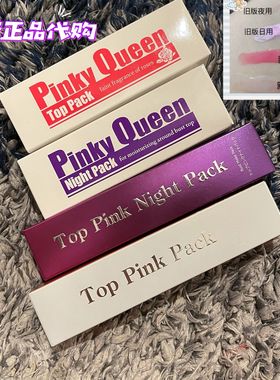 正品代购
旧版夜用
旧版日用
Pinky Queen
Top Pack
faint fragrance of roses
Pinky Queen
Night Pack
for moisturizing around bust top
Top Pink Night Pack
Top Pink Pack